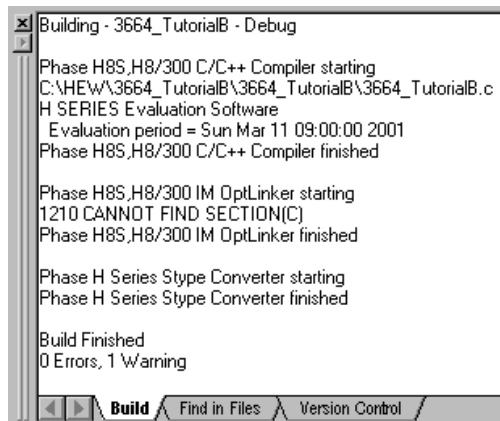 Building - 3664_TutorialB - Debug
Phase H8S,H8/300 C/C++ Compiler starting
C:\HEW\3664_TutorialB\3664_TutorialB\3664_TutorialB.c
H SERIES Evaluation Software
Evaluation period = Sun Mar 11 09:00:00 2001
Phase H8S,H8/300 C/C++ Compiler finished
Phase H8S,H8/300 IM OptLinker starting
1210 CANNOT FIND SECTION(C)
Phase H8S,H8/300 IM OptLinker finished
Phase H Series Stype Converter starting
Phase H Series Stype Converter finished
Build Finished
0 Errors, 1 Warning
Build Find in Files Version Control